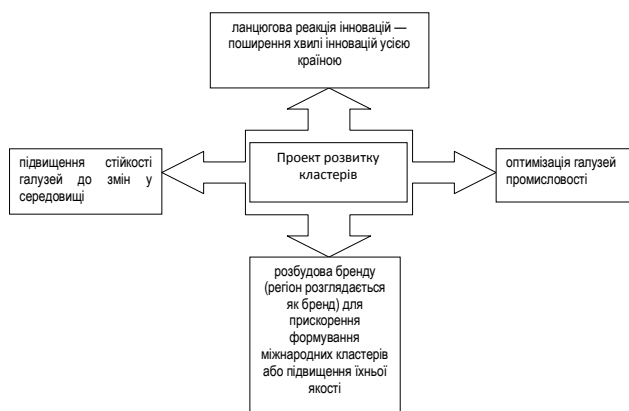 ланцюгова реакція інновацій —
поширення хвилі інновацій усією
країною
підвищення стійкості
галузей до змін у
середовищі
Проект розвитку
кластерів
оптимізація галузей
промисловості
розбудова бренду
(регіон розглядається
як бренд) для
прискорення
формування
міжнародних кластерів
або підвищення їхньої
якості